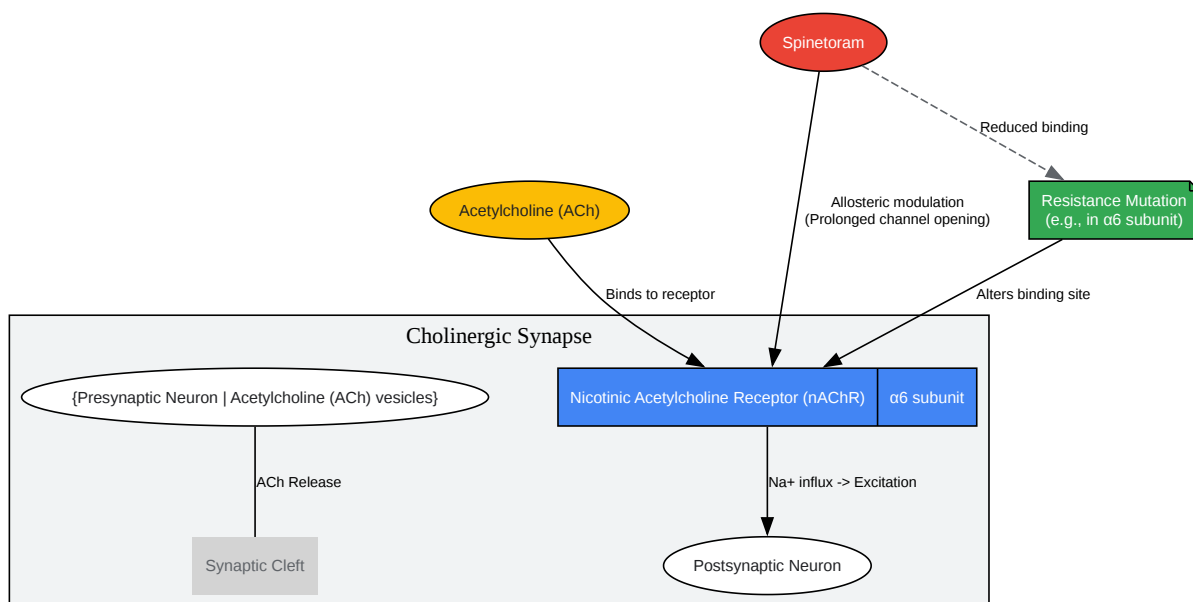 Spinetoram
Reduced binding
Acetylcholine (ACh)
Allosteric modulation
(Prolonged channel opening)
Resistance Mutation
(e.g., in α6 subunit)
Binds to receptor
Alters binding site
Cholinergic Synapse
{Presynaptic Neuron | Acetylcholine (ACh) vesicles}
Nicotinic Acetylcholine Receptor (nAChR)
α6 subunit
ACh Release
Na+ influx -> Excitation
Synaptic Cleft
Postsynaptic Neuron